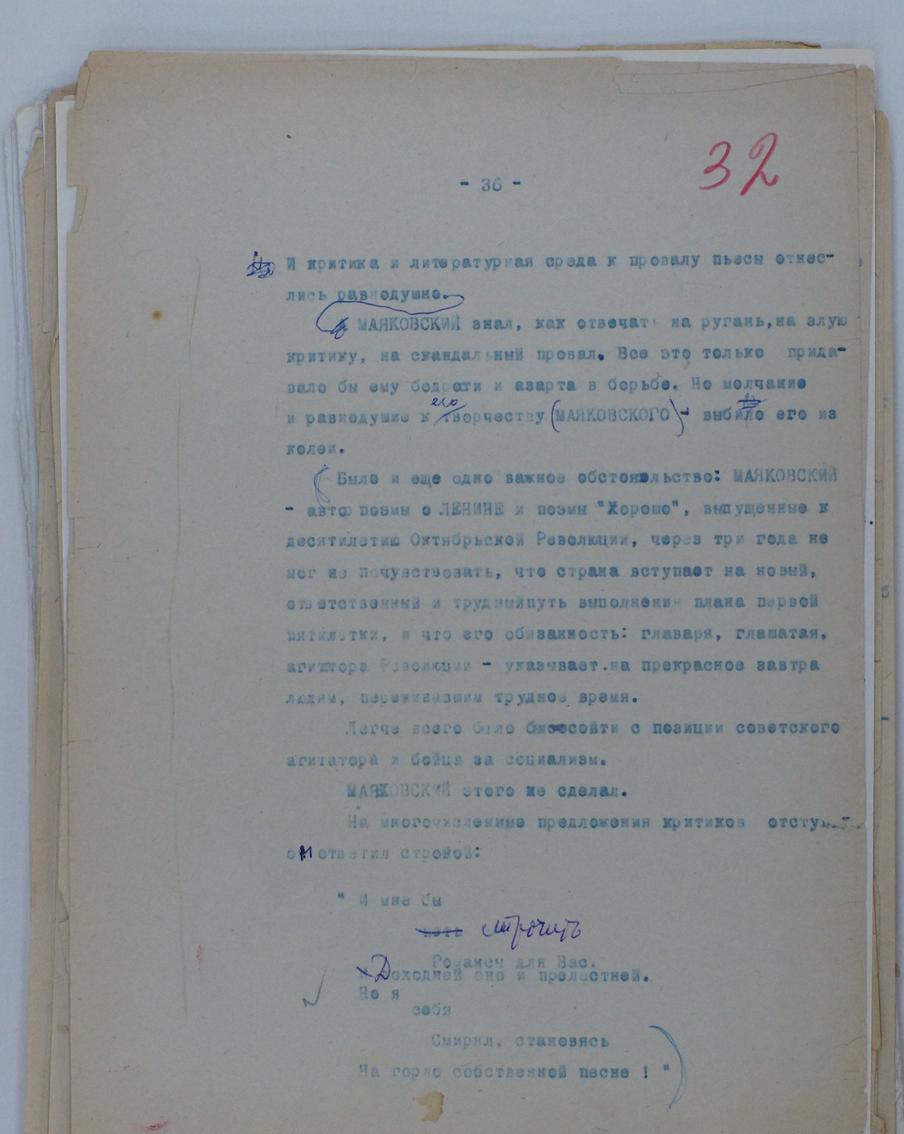 32
- 36 -
И критика и литературная среда к провалу пьесы отнес-
лись равнодушно.
МАЯКОВСКИЙ знал, как отвечать на ругань,на злую
критику, на скандальный провал. Все это только прида-
вало бы ему бодрости и азарта в борьбе. Но молчание
его
и равнодушие к творчеству (МАЯКОВСКОГО)- выбило его из
колеи.
Было и еще одно важное обстоятельство: МАЯКОВСКИЙ
- автор поэмы о ЛЕНИНЕ и поэмы "Хорошо", выпущенные к
десятилетию Октябрьской Революции, через три года не
мог не почувствовать, что страна вступает на новый,
ответственный и трудныйпуть выполнения плана первой
пятилетки, и что его обязанность: главаря, глашатая,
агитатора Революции - указывает.на прекрасное завтра
людям, переживавшим трудное время.
Легче всего было бы сойти с позиции советского
агитатора и бойца за социализм.
МАЯКОВСКИЙ этого не сделал.
На многочисленные предложения критиков
он ответил строкой:
" И мне бы
строчить
Романсы для Вас.
Доходней оно и прелестней.
Но я
себя
Смирял, становясь
На горло собственной песне ! "